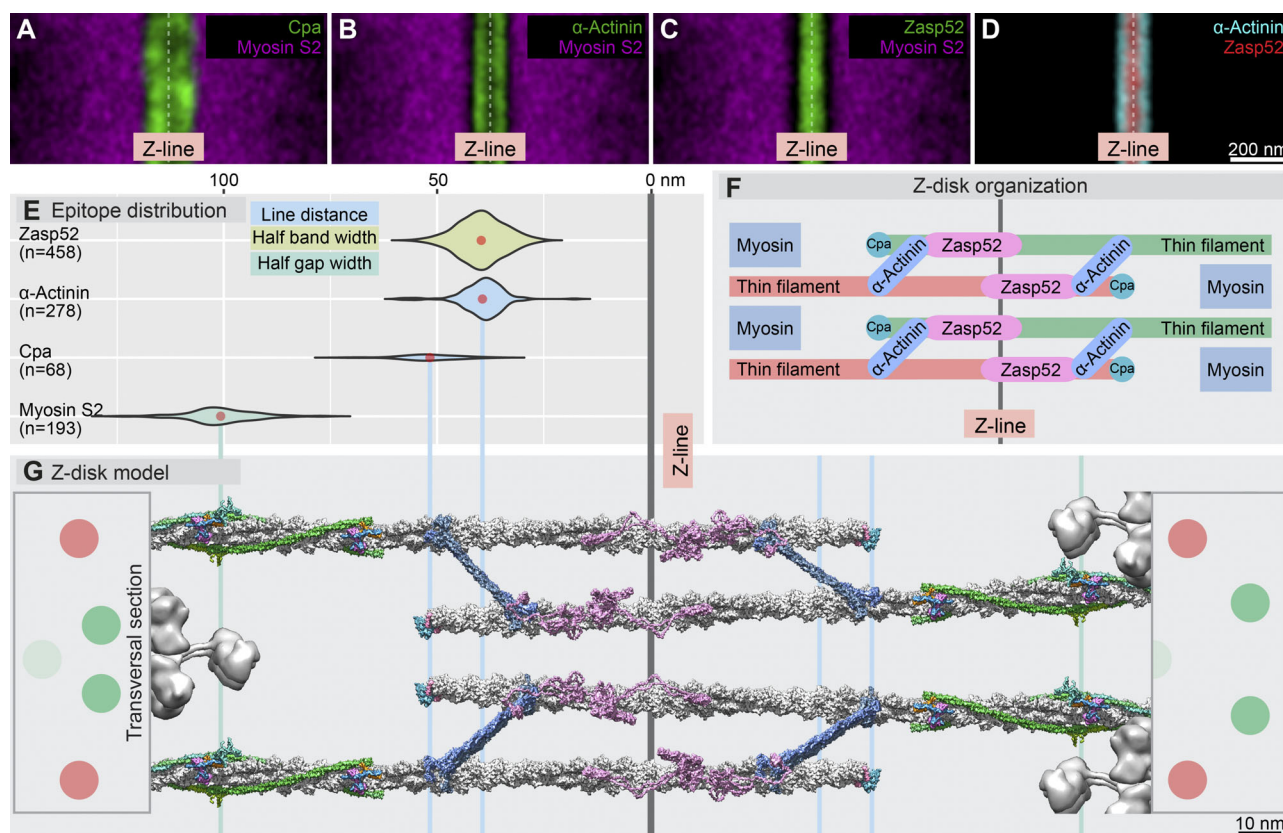 A
Cpa
Myosin S2
Z-line
B
α-Actinin
Myosin S2
Z-line
C
Zasp52
Myosin S2
Z-line
D
α-Actinin
Zasp52
Z-line
200 nm
100
50
0 nm
E Epitope distribution
Zasp52
(n=458)
α-Actinin
(n=278)
Cpa
(n=68)
Myosin S2
(n=193)
Line distance
Half band width
Half gap width
Z-line
F Z-disk organization
Myosin
Cpa
α-Actinin
Zasp52
Thin filament
Thin filament
Zasp52
α-Actinin
Cpa
Myosin
Myosin
Cpa
α-Actinin
Zasp52
Thin filament
Thin filament
Zasp52
α-Actinin
Cpa
Myosin
Z-line
G Z-disk model
Transversal section
10 nm